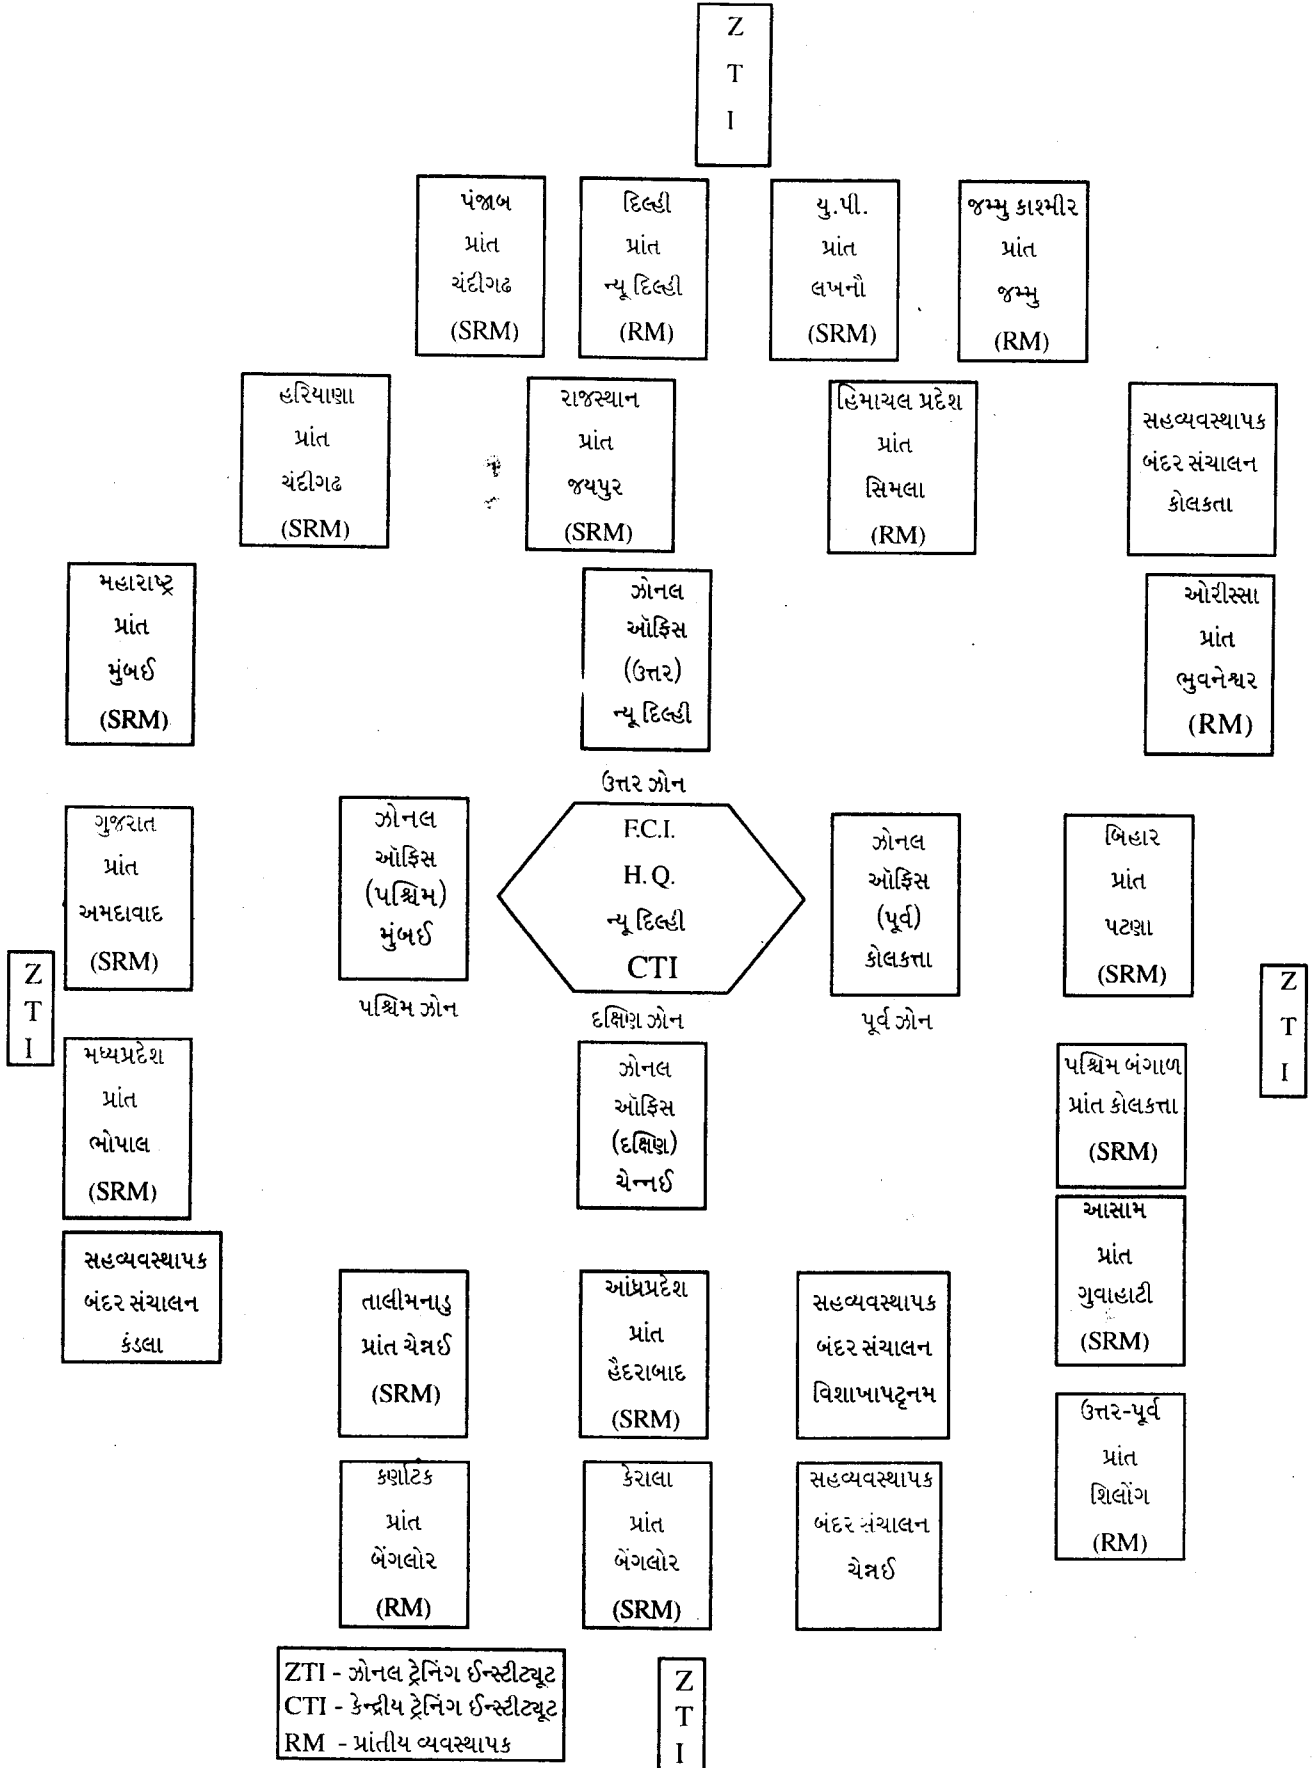 Z
T
I
પંજાબ
પ્રાંત
ચંદીગઢ
(SRM)
દિલ્હી
પ્રાંત
ન્યૂ દિલ્હી
(RM)
યુ.પી.
પ્રાંત
લખનૌ
(SRM)
જમ્મુ કાશ્મીર
પ્રાંત
જમ્મુ
(RM)
હરિયાણા
પ્રાંત
ચંદીગઢ
(SRM)
રાજસ્થાન
પ્રાંત
જયપુર
(SRM)
હિમાચલ પ્રદેશ
પ્રાંત
સિમલા
(RM)
સહવ્યવસ્થાપક
બંદર સંચાલન
કોલકતા
મહારાષ્ટ્ર
પ્રાંત
મુંબઈ
(SRM)
ઝોનલ
ઑફિસ
(ઉત્તર)
ન્યૂ દિલ્હી
ઓરીસ્સા
પ્રાંત
ભુવનેશ્વર
(RM)
ઉત્તર ઝોન
ગુજરાત
પ્રાંત
અમદાવાદ
(SRM)
ઝોનલ
ઑફિસ
(પશ્ચિમ)
મુંબઈ
પશ્ચિમ ઝોન
F.C.I.
H.Q.
ન્યૂ દિલ્હી
CTI
દક્ષિણ ઝોન
ઝોનલ
ઑફિસ
(પૂર્વ)
કોલકત્તા
પૂર્વ ઝોન
બિહાર
પ્રાંત
પટણા
(SRM)
Z
T
I
Z
T
I
મધ્યપ્રદેશ
પ્રાંત
ભોપાલ
(SRM)
ઝોનલ
ઑફિસ
(દક્ષિણ)
ચેન્નઈ
પશ્ચિમ બંગાળ
પ્રાંત કોલકત્તા
(SRM)
આસામ
પ્રાંત
ગુવાહાટી
(SRM)
સહવ્યવસ્થાપક
બંદર સંચાલન
કંડલા
તાલીમનાડુ
પ્રાંત ચેન્નઈ
(SRM)
આંધ્રપ્રદેશ
પ્રાંત
હૈદરાબાદ
(SRM)
સહવ્યવસ્થાપક
બંદર સંચાલન
વિશાખાપટ્ટનમ
ઉત્તર-પૂર્વ
પ્રાંત
શિલોંગ
(RM)
કર્ણાટક
પ્રાંત
બેંગલોર
(RM)
કેરાલા
પ્રાંત
બેંગલોર
(SRM)
સહવ્યવસ્થાપક
બંદર સંચાલન
ચેન્નઈ
ZTI - ઝોનલ ટ્રેનિંગ ઈન્સ્ટીટ્યૂટ
CTI - કેન્દ્રીય ટ્રેનિંગ ઈન્સ્ટીટ્યૂટ
RM - પ્રાંતીય વ્યવસ્થાપક
Z
T
I